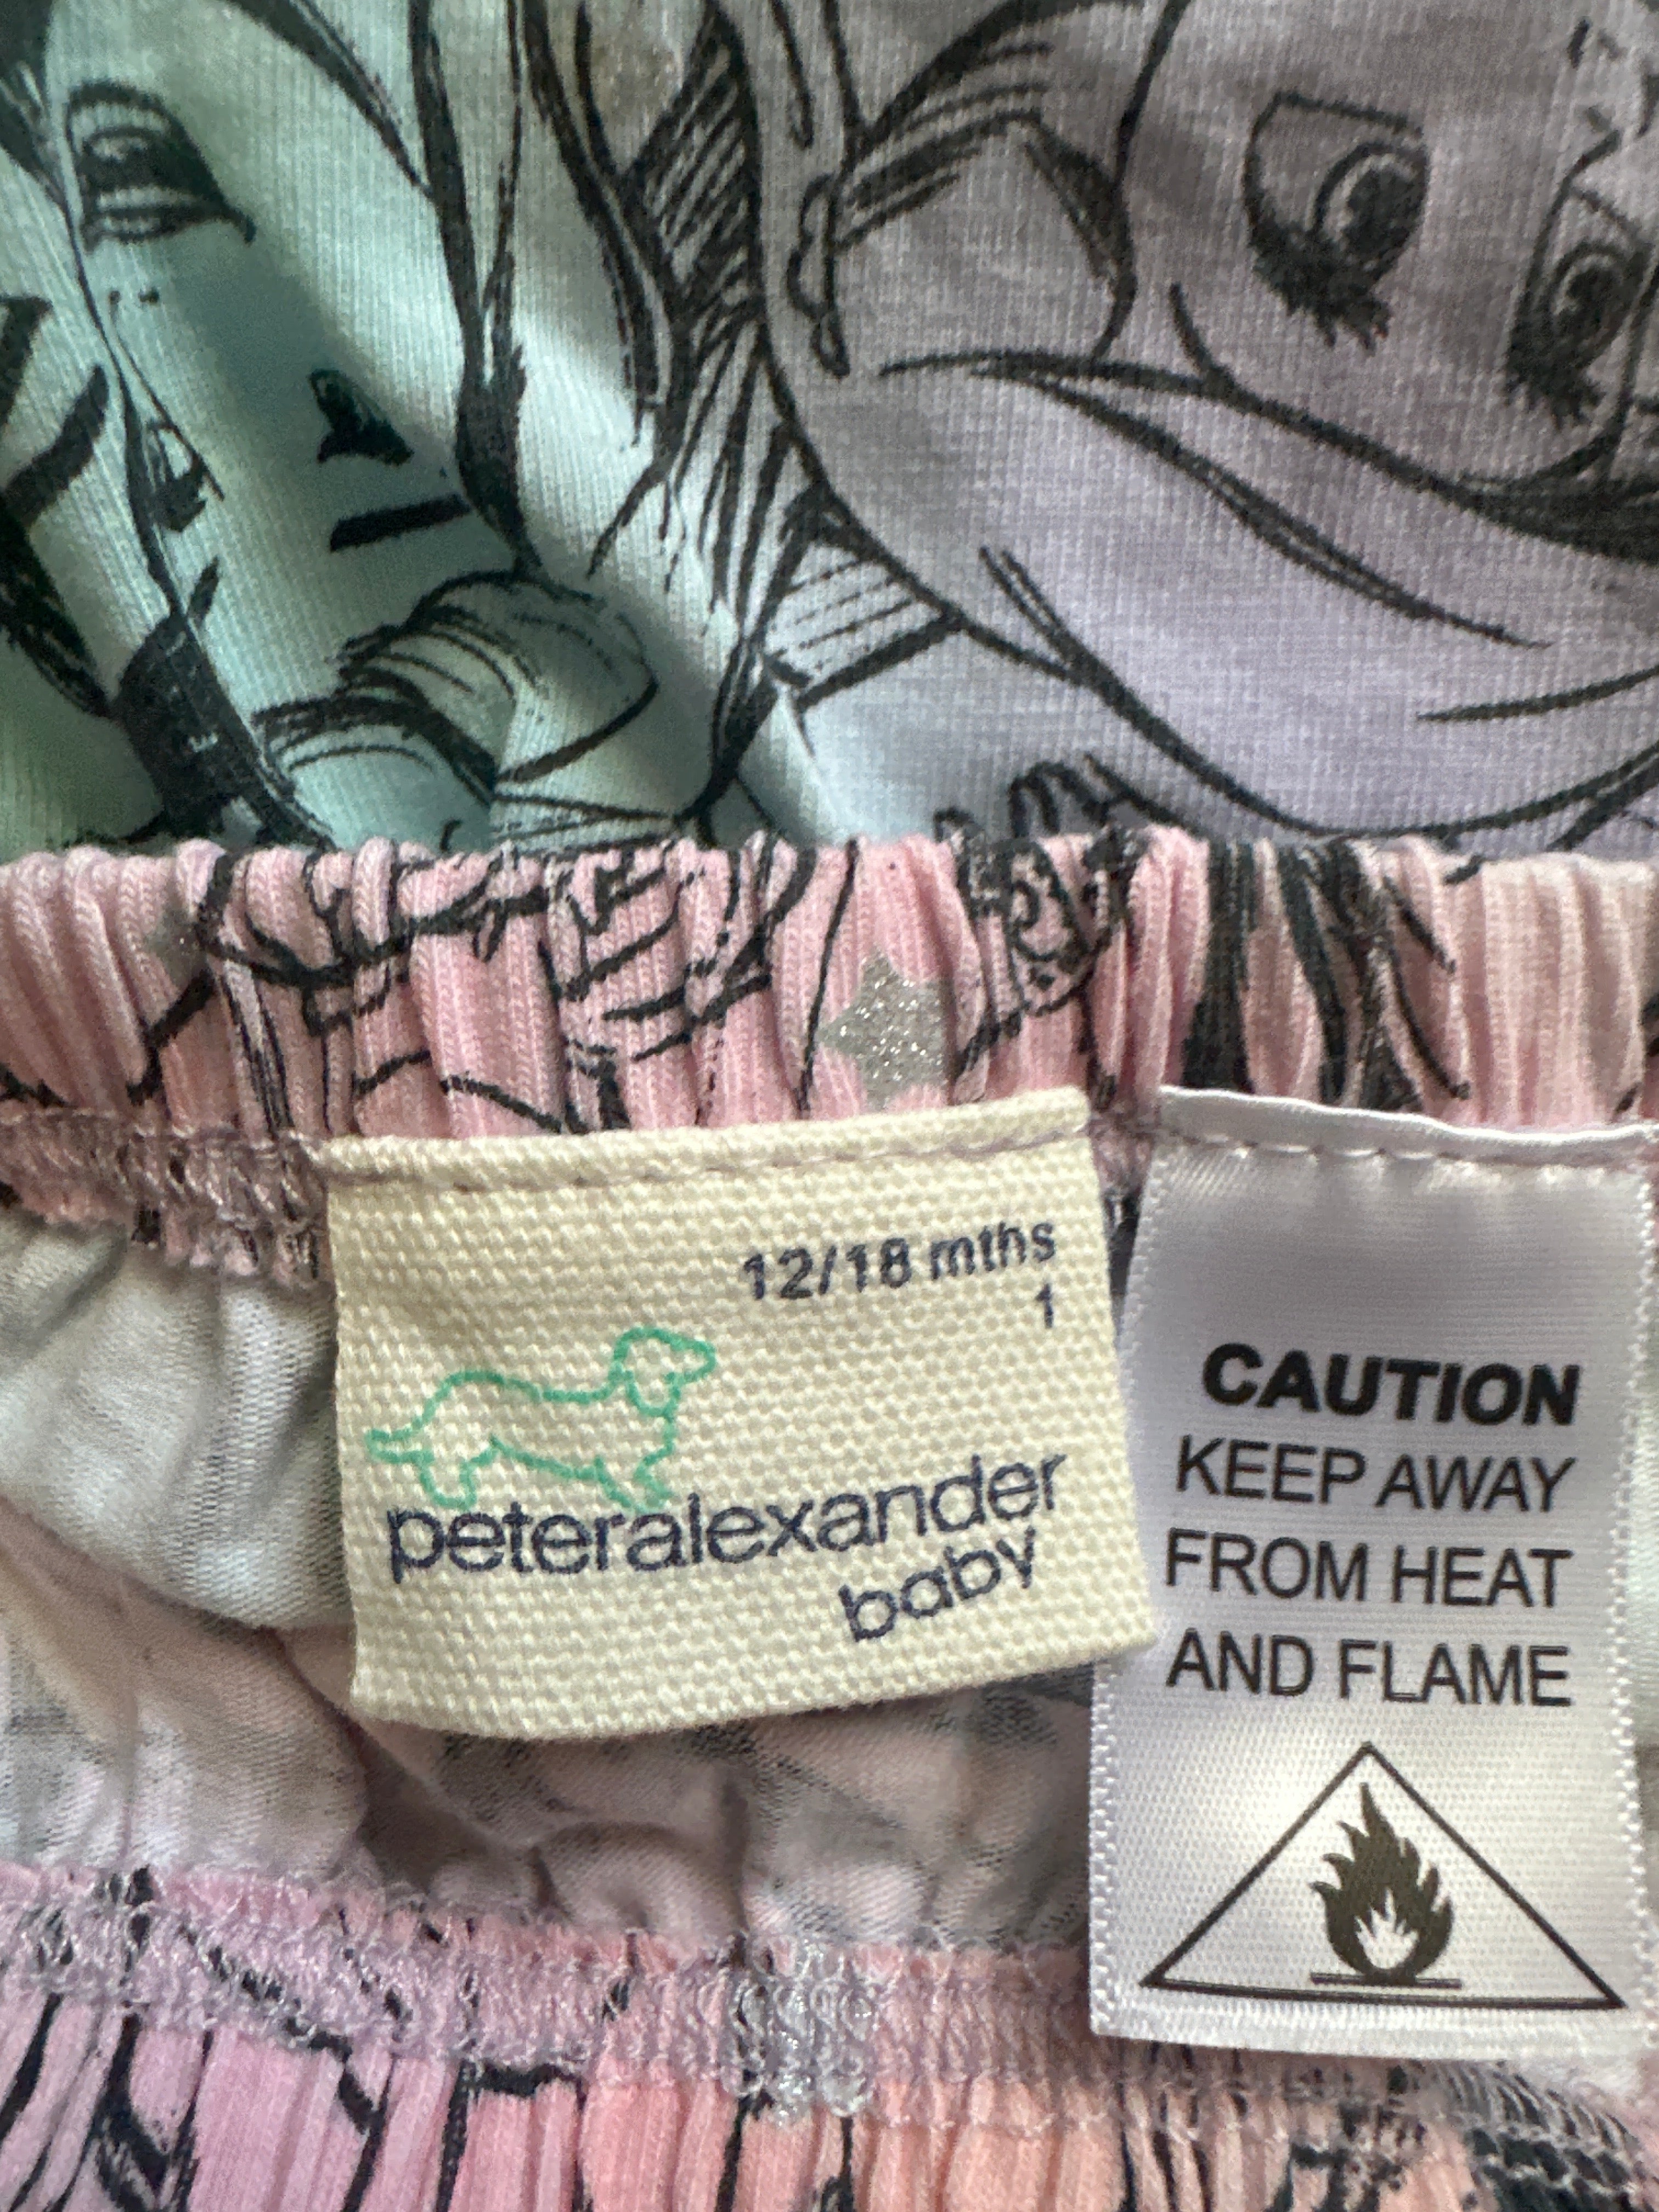 12/18 mths
1
peteralexander
baby
CAUTION
KEEP AWAY
FROM HEAT
AND FLAME